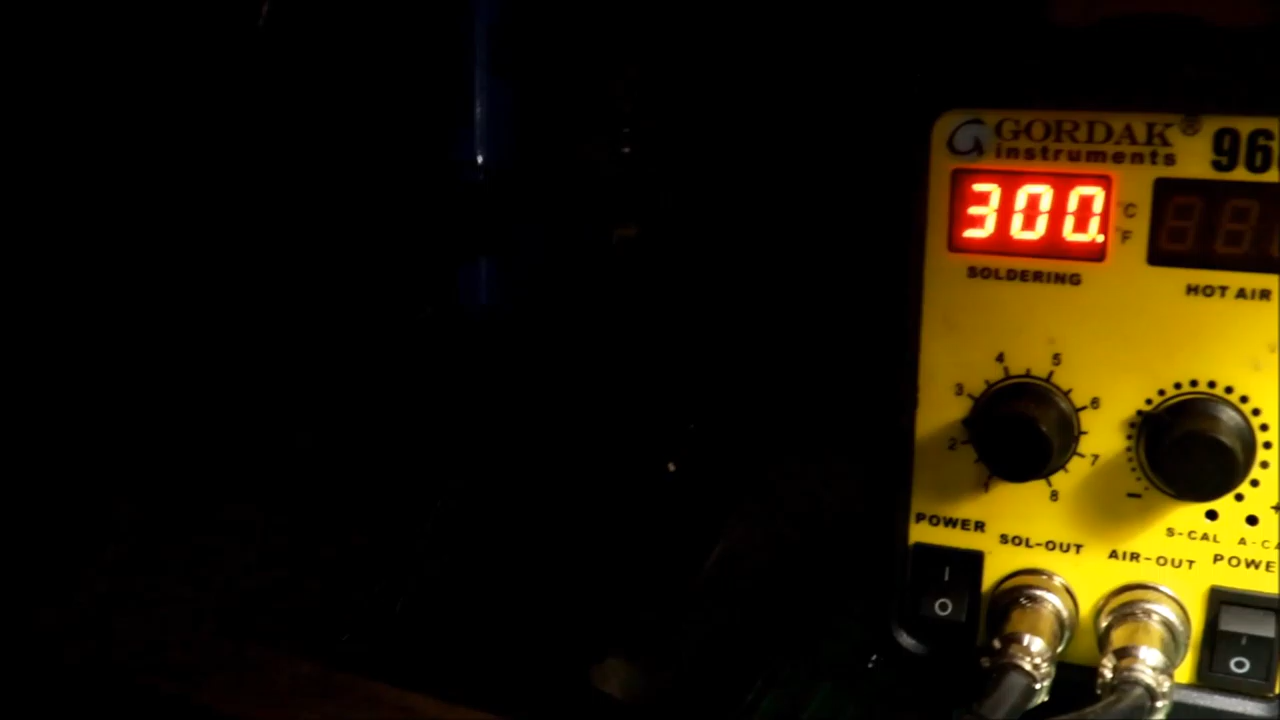 GORDAK®
instruments
96
300.
°C
°F
SOLDERING
HOT AIR
4
5
3
6
2
7
8
POWER
SOL-OUT
S-CAL
AIR-OUT
I
O
I
O